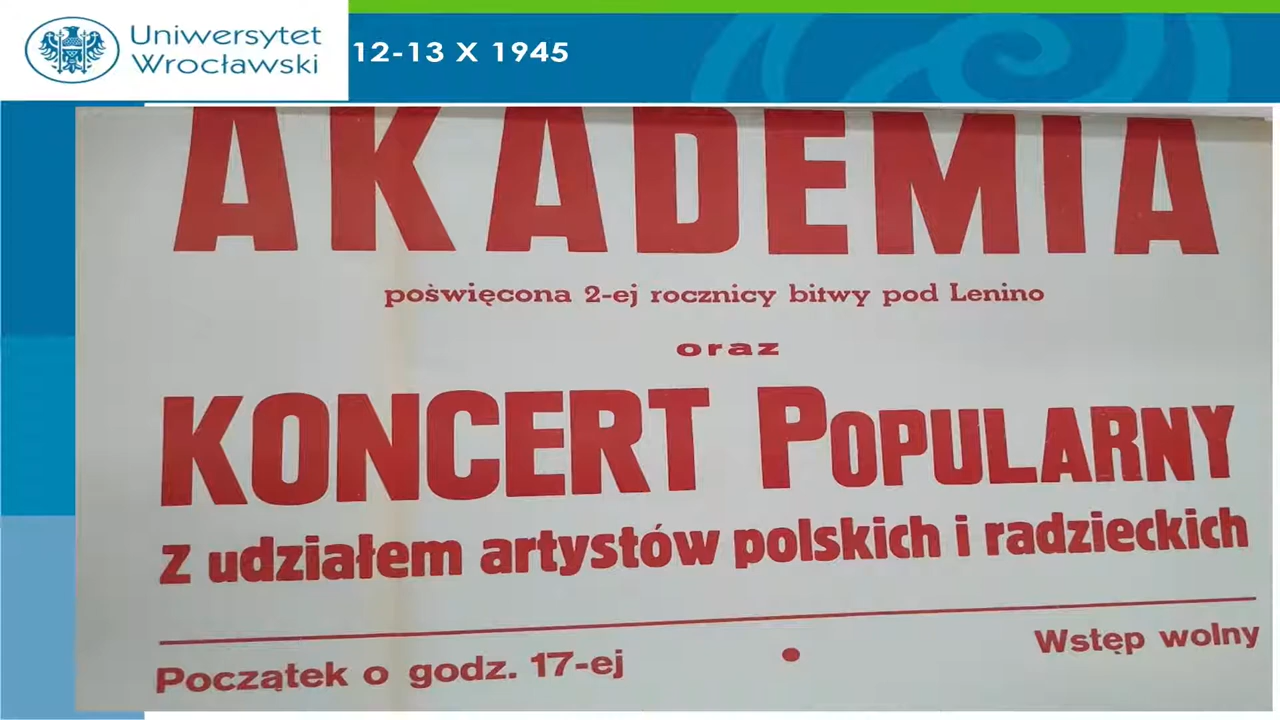 Uniwersytet
Wrocławski
12-13 X 1945
AKADEMIA
poświęcona 2-ej rocznicy bitwy pod Lenino
oraz
KONCERT POPULARNY
z udziałem artystów polskich i radzieckich
Początek o godz. 17-ej • Wstęp wolny